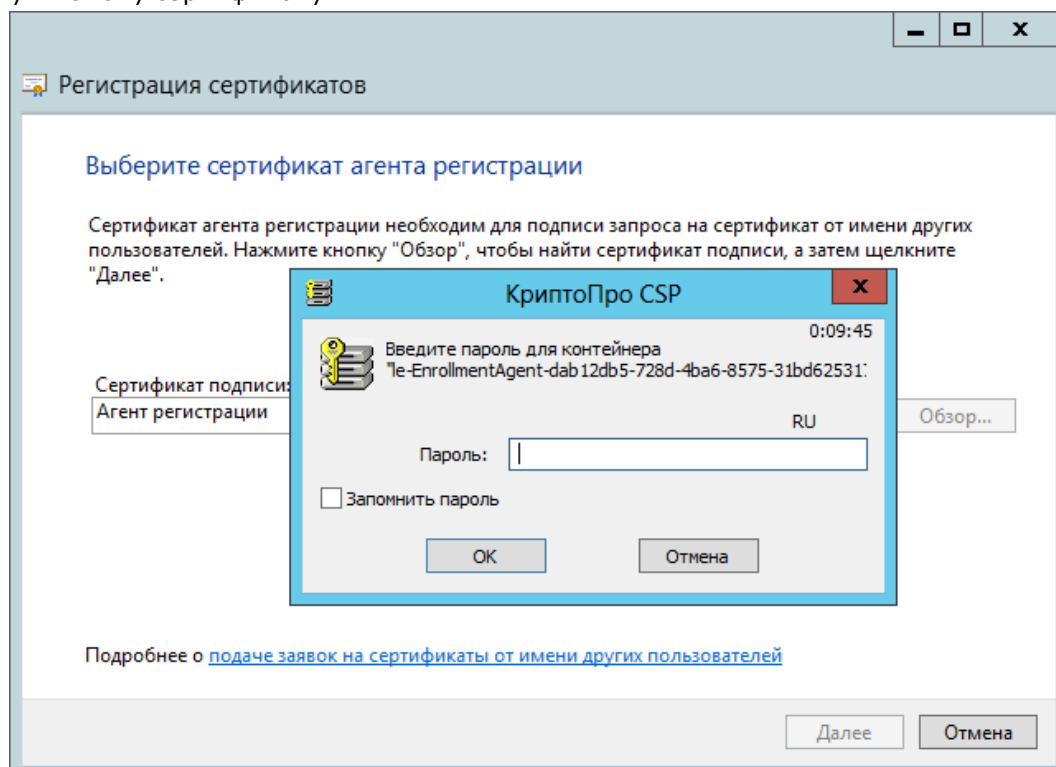 Регистрация сертификатов
Выберите сертификат агента регистрации
Сертификат агента регистрации необходим для подписи запроса на сертификат от имени других
пользователей. Нажмите кнопку "Обзор", чтобы найти сертификат подписи, а затем щелкните
"Далее".
КриптоПро CSP
0:09:45
Введите пароль для контейнера
"le-EnrollmentAgent-dab12db5-728d-4ba6-8575-31bd62531
Сертификат подписи:
Агент регистрации
RU
Обзор...
Пароль:
Запомнить пароль
ОК
Отмена
Подробнее о подаче заявок на сертификаты от имени других пользователей
Далее
Отмена